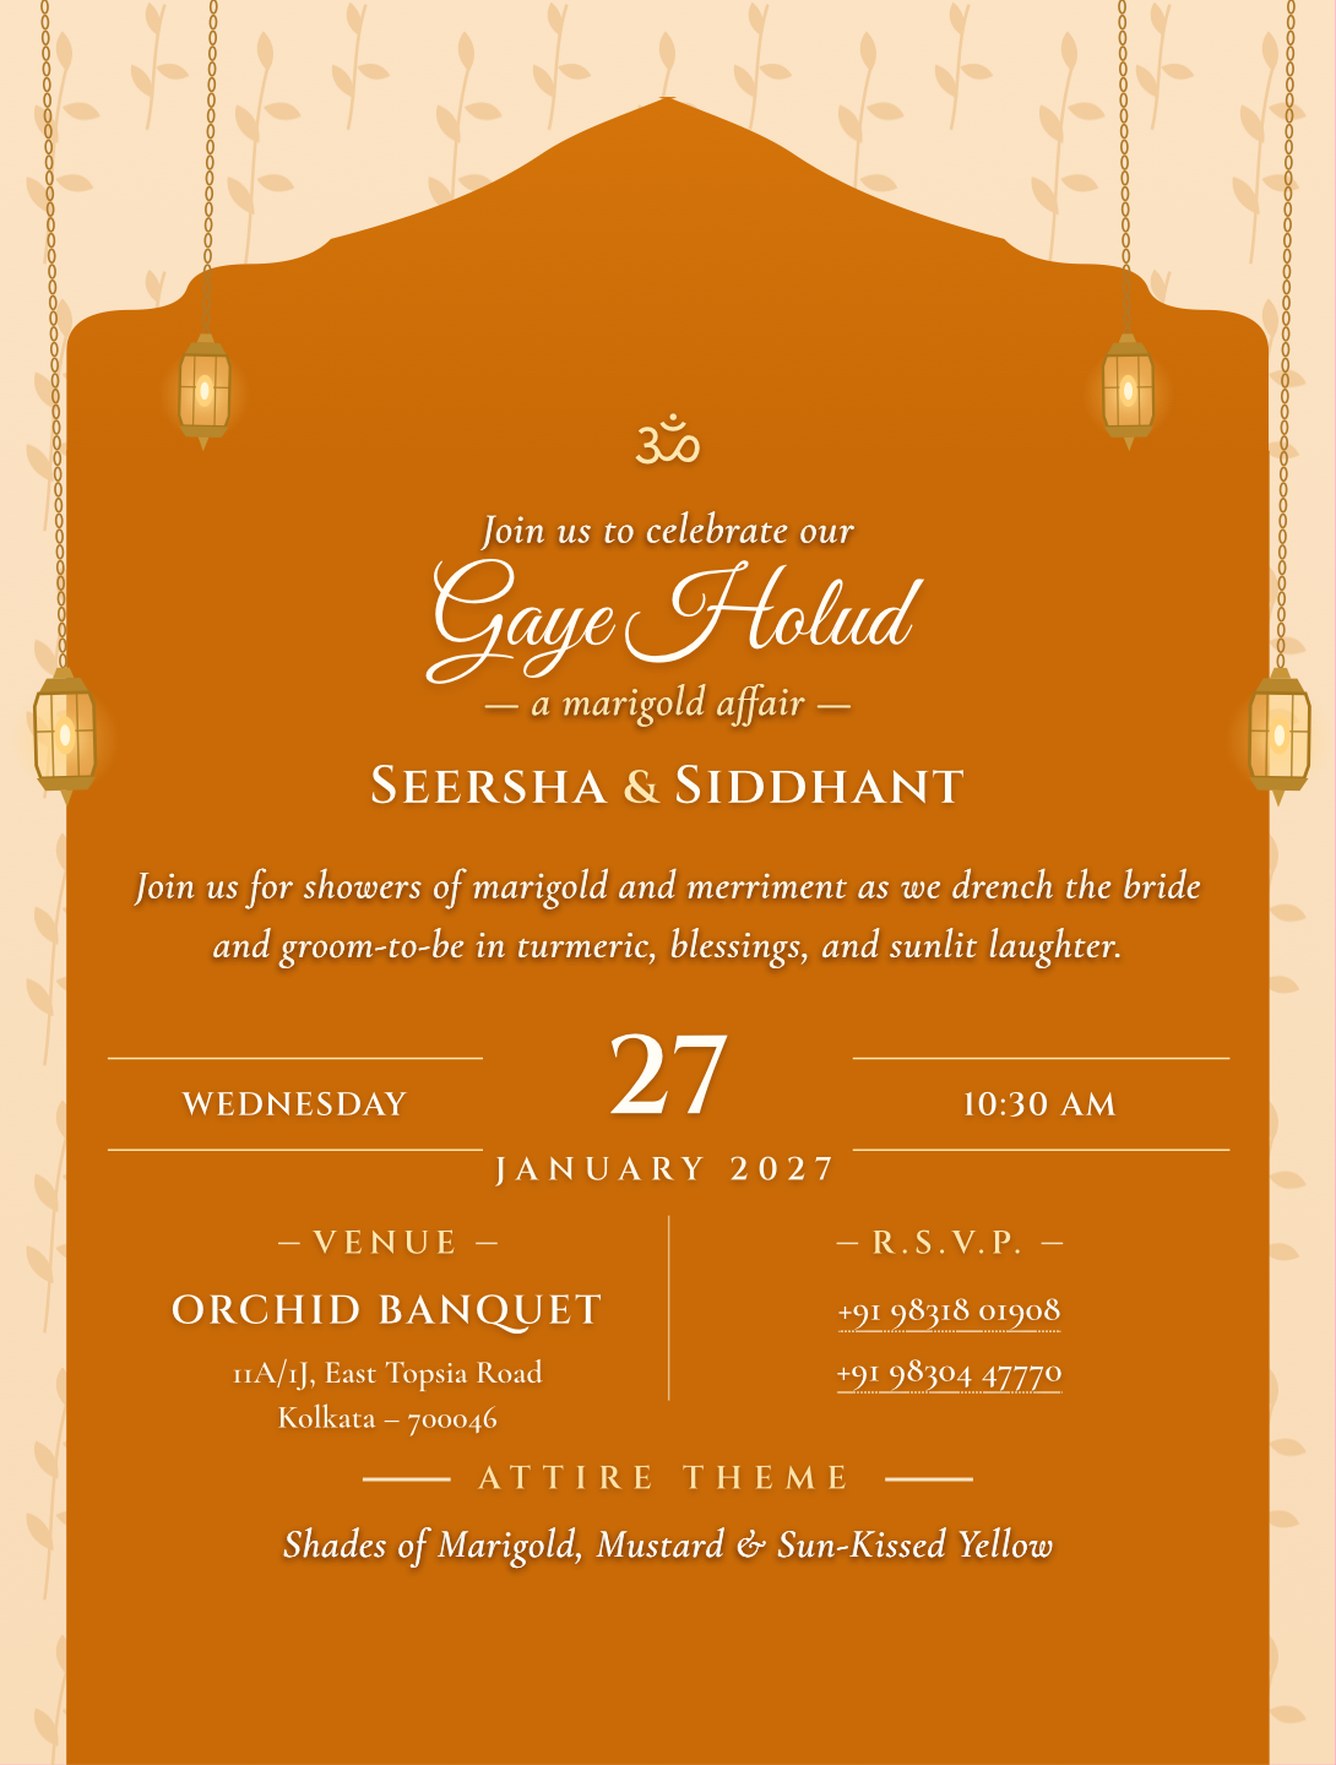 ॐ
Join us to celebrate our
Gaye Holud
— a marigold affair —
SEERSHA & SIDDHANT
Join us for showers of marigold and merriment as we drench the bride
and groom-to-be in turmeric, blessings, and sunlit laughter.
WEDNESDAY
27
JANUARY 2027
10:30 AM
— VENUE —
ORCHID BANQUET
11A/1J, East Topsia Road
Kolkata – 700046
— R.S.V.P. —
+91 98318 01908
+91 98304 47770
ATTIRE THEME
Shades of Marigold, Mustard & Sun-Kissed Yellow